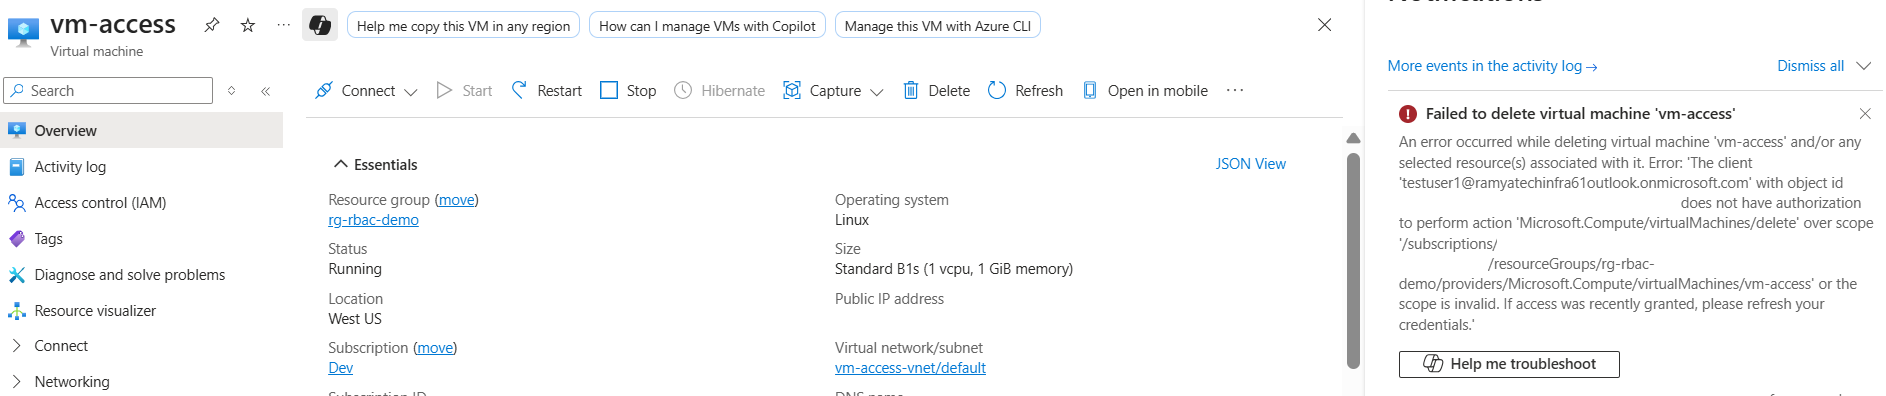 vm-access
Virtual machine
Help me copy this VM in any region
How can I manage VMs with Copilot
Manage this VM with Azure CLI
Search
Connect
Start
Restart
Stop
Hibernate
Capture
Delete
Refresh
Open in mobile
Overview
Activity log
Access control (IAM)
Tags
Diagnose and solve problems
Resource visualizer
Connect
Networking
Essentials
JSON View
Resource group (move)
rg-rbac-demo
Status
Running
Location
West US
Subscription (move)
Dev
Operating system
Linux
Size
Standard B1s (1 vcpu, 1 GiB memory)
Public IP address
Virtual network/subnet
vm-access-vnet/default
More events in the activity log →
Dismiss all
Failed to delete virtual machine 'vm-access'
An error occurred while deleting virtual machine 'vm-access' and/or any
selected resource(s) associated with it. Error: 'The client
'testuser1@ramyatechinfra61outlook.onmicrosoft.com' with object id
does not have authorization
to perform action 'Microsoft.Compute/virtualMachines/delete' over scope
'/subscriptions/
/resourceGroups/rg-rbac-
demo/providers/Microsoft.Compute/virtualMachines/vm-access' or the
scope is invalid. If access was recently granted, please refresh your
credentials.'
Help me troubleshoot